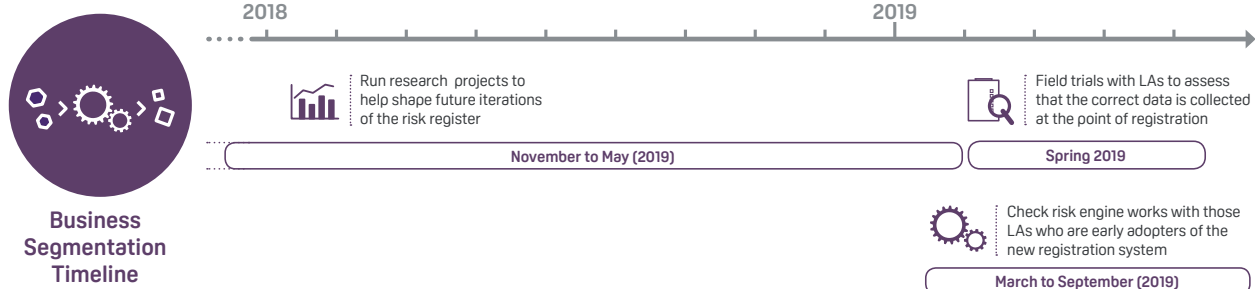 2018
2019
Run research projects to
help shape future iterations
of the risk register
Field trials with LAs to assess
that the correct data is collected
at the point of registration
November to May (2019)
Spring 2019
Business
Segmentation
Timeline
Check risk engine works with those
LAs who are early adopters of the
new registration system
March to September (2019)